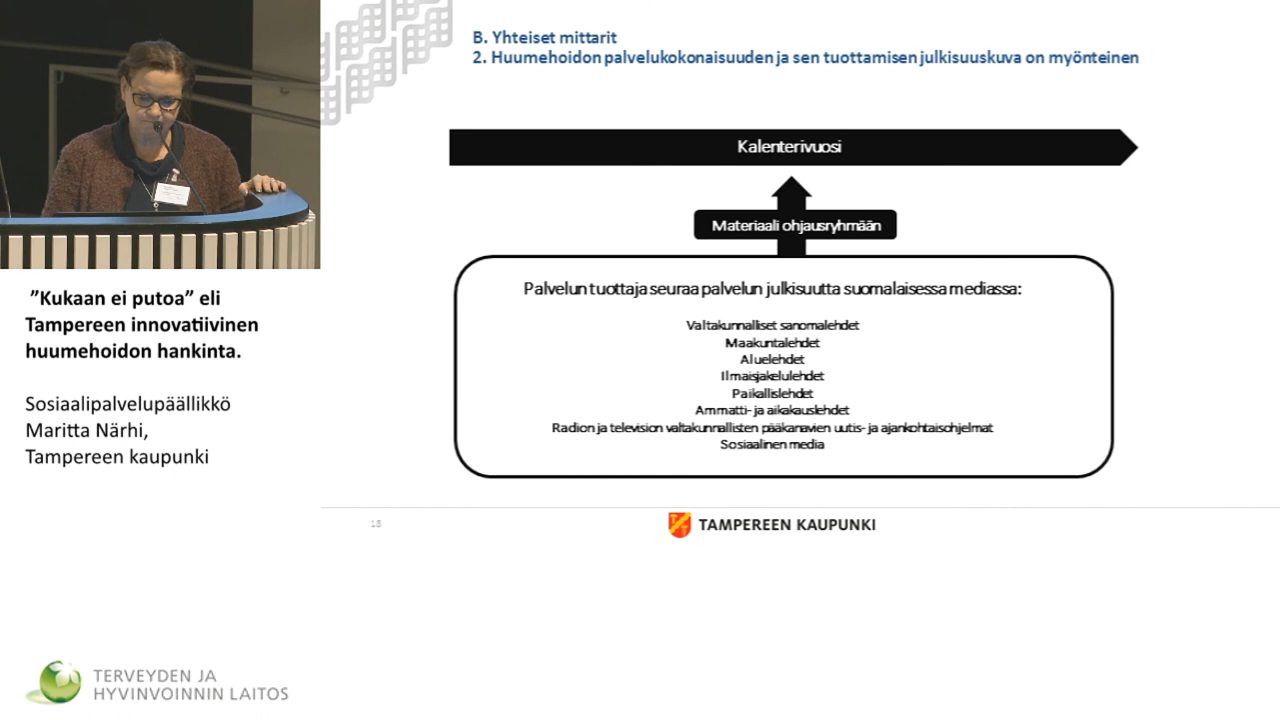 B. Yhteiset mittarit
2. Huumehoidon palvelukokonaisuuden ja sen tuottamisen julkisuuskuva on myönteinen
Kalenterivuosi
Materiaali ohjausryhmään
Palvelun tuottaja seuraa palvelun julkisuutta suomalaisessa mediassa:
Valtakunnalliset sanomalehdet
Maakuntalehdet
Aluelehdet
Ilmaisjakelulehdet
Paikallislehdet
Ammatti- ja aikakauslehdet
Radion ja television valtakunnallisten pääkanavien uutis- ja ajankohtaisohjelmat
Sosiaalinen media
15
TAMPEREEN KAUPUNKI
”Kukaan ei putoa” eli
Tampereen innovatiivinen
huumehoidon hankinta.
Sosiaalipalvelupäällikkö
Maritta Närhi,
Tampereen kaupunki
TERVEYDEN JA
HYVINVOINNIN LAITOS